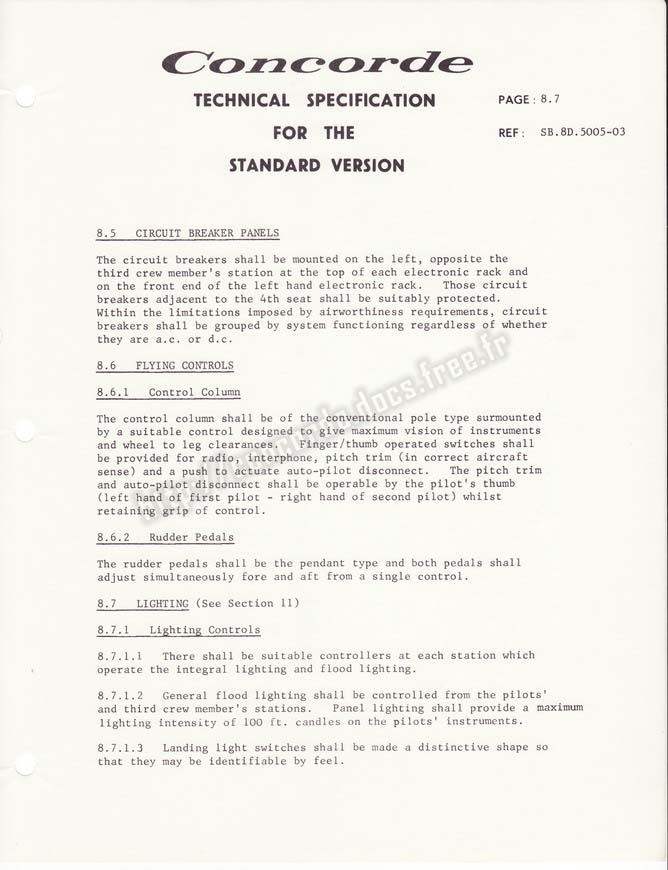 Concorde
TECHNICAL SPECIFICATION
FOR THE
STANDARD VERSION
PAGE: 8.7
REF: SB.8D.5005-03
8.5 CIRCUIT BREAKER PANELS
The circuit breakers shall be mounted on the left, opposite the
third crew member's station at the top of each electronic rack and
on the front end of the left hand electronic rack. Those circuit
breakers adjacent to the 4th seat shall be suitably protected.
Within the limitations imposed by airworthiness requirements, circuit
breakers shall be grouped by system functioning regardless of whether
they are a.c. or d.c.
8.6 FLYING CONTROLS
8.6.1 Control Column
The control column shall be of the conventional pole type surmounted
by a suitable control designed to give maximum vision of instruments
and wheel to leg clearances. Finger/thumb operated switches shall
be provided for radio, interphone, pitch trim (in correct aircraft
sense) and a push to actuate auto-pilot disconnect. The pitch trim
and auto-pilot disconnect shall be operable by the pilot's thumb
(left hand of first pilot - right hand of second pilot) whilst
retaining grip of control.
8.6.2 Rudder Pedals
The rudder pedals shall be the pendant type and both pedals shall
adjust simultaneously fore and aft from a single control.
8.7 LIGHTING (See Section 11)
8.7.1 Lighting Controls
8.7.1.1 There shall be suitable controllers at each station which
operate the integral lighting and flood lighting.
8.7.1.2 General flood lighting shall be controlled from the pilots'
and third crew member's stations. Panel lighting shall provide a maximum
lighting intensity of 100 ft. candles on the pilots' instruments.
8.7.1.3 Landing light switches shall be made a distinctive shape so
that they may be identifiable by feel.